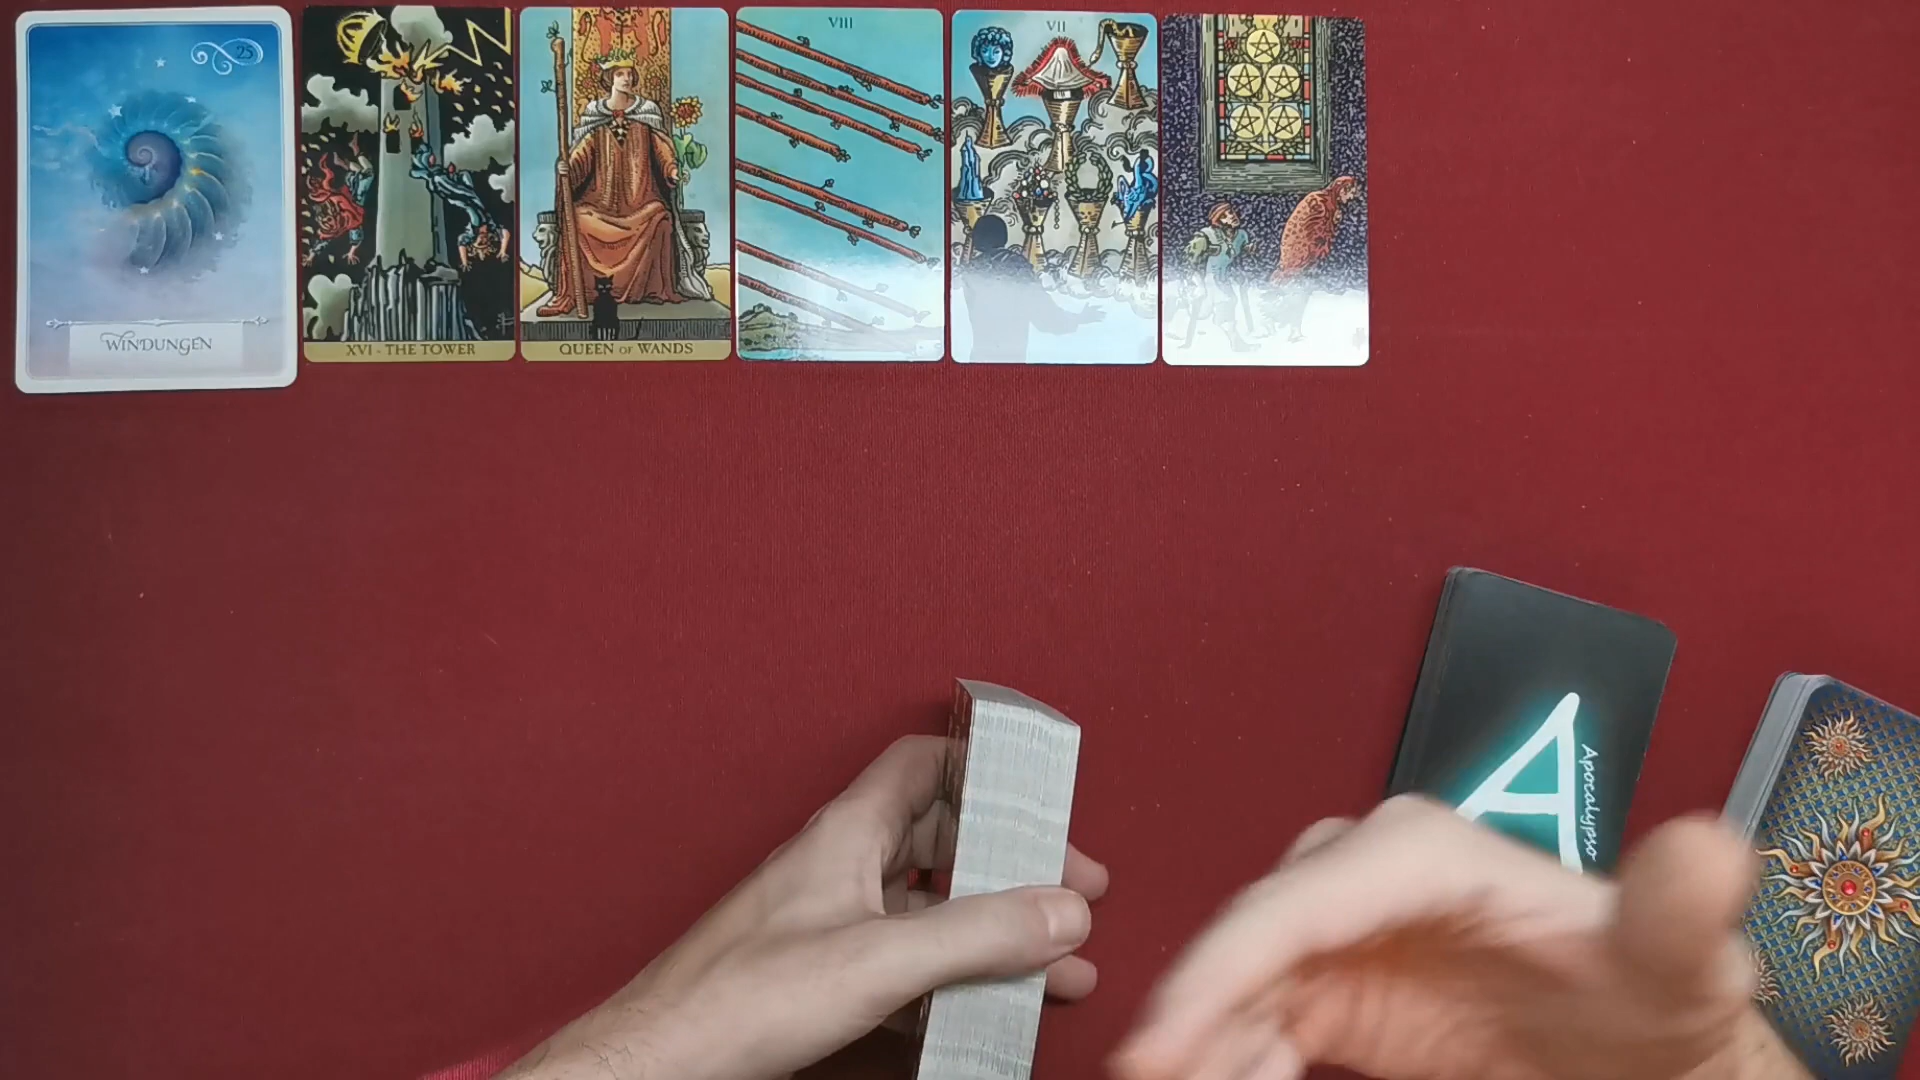 25
WINDUNGEN
XVI - THE TOWER
QUEEN OF WANDS
VIII
VII
A
Apocalypso